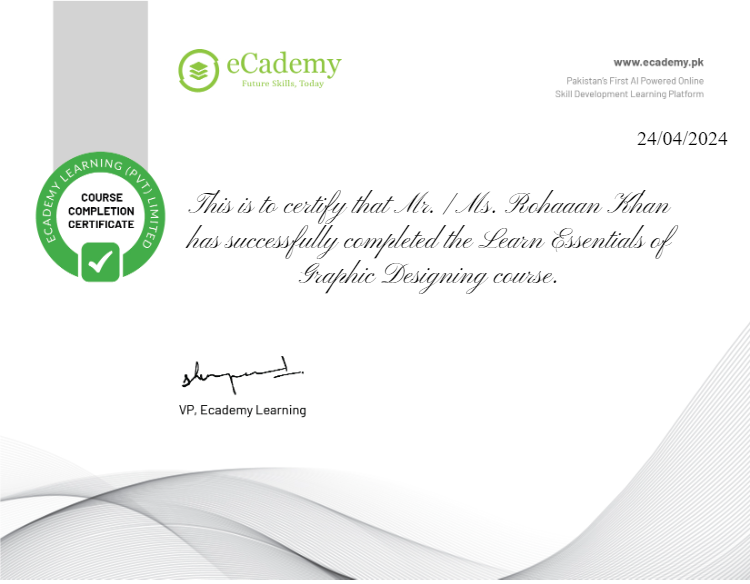 eCademy
Future Skills, Today
www.ecademy.pk
Pakistan's First AI Powered Online
Skill Development Learning Platform
24/04/2024
ECADEMY LEARNING (PVT) LIMITED
COURSE
COMPLETION
CERTIFICATE
This is to certify that Mr. / Ms. Rohaaan Khan
has successfully completed the Learn Essentials of
Graphic Designing course.
VP, Ecademy Learning